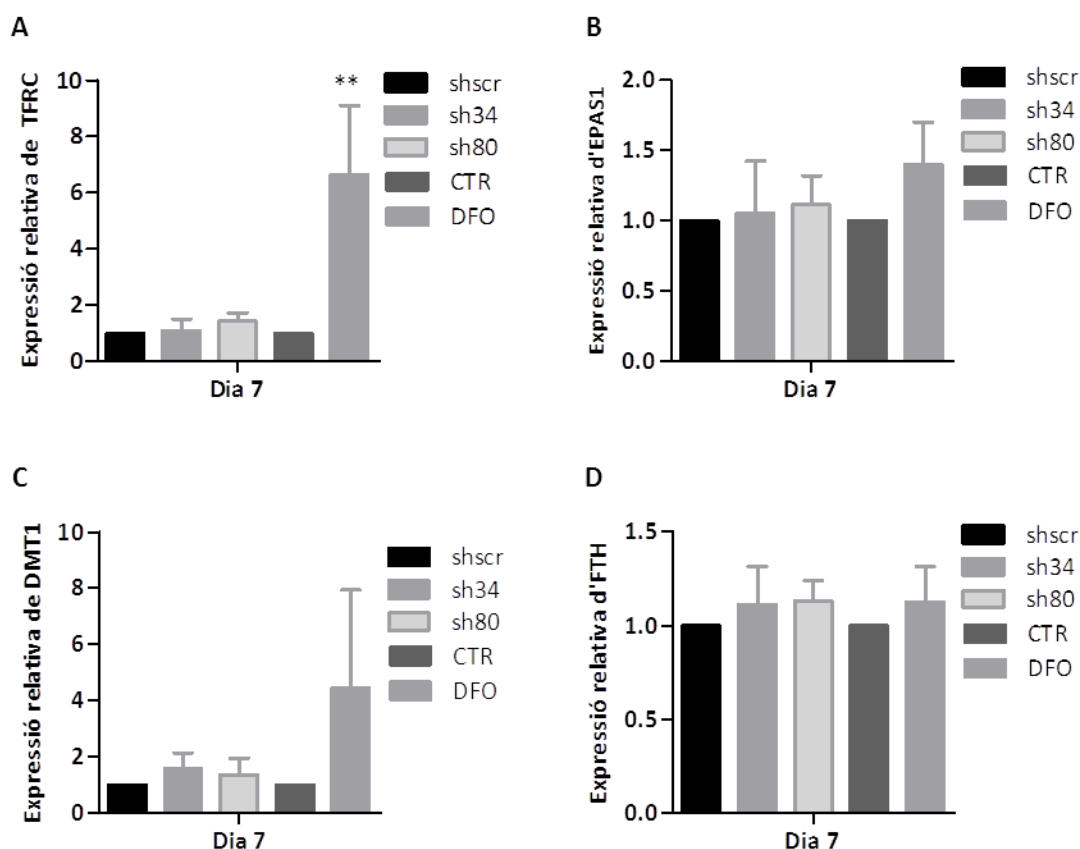 A
Expressió relativa de TFRC
10
8
6
4
2
0
**
Dia 7
shscr
sh34
sh80
CTR
DFO
B
Expressió relativa d'EPAS1
2.0
1.5
1.0
0.5
0.0
Dia 7
shscr
sh34
sh80
CTR
DFO
C
Expressió relativa de DMT1
10
8
6
4
2
0
Dia 7
shscr
sh34
sh80
CTR
DFO
D
Expressió relativa d'FTH
1.5
1.0
0.5
0.0
Dia 7
shscr
sh34
sh80
CTR
DFO